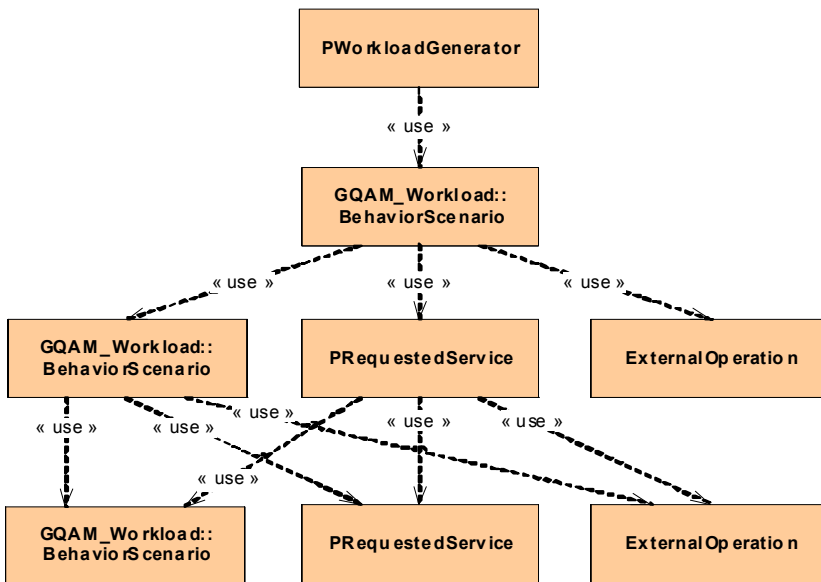 PWorkloadGenerator
« use »
GQAM_Workload::
BehaviorScenario
« use »
« use »
« use »
GQAM_Workload::
BehaviorScenario
PRequestedService
ExternalOperation
« use »
« use »
« use »
« use »
« use »
« use »
GQAM_Workload::
BehaviorScenario
PRequestedService
ExternalOperation